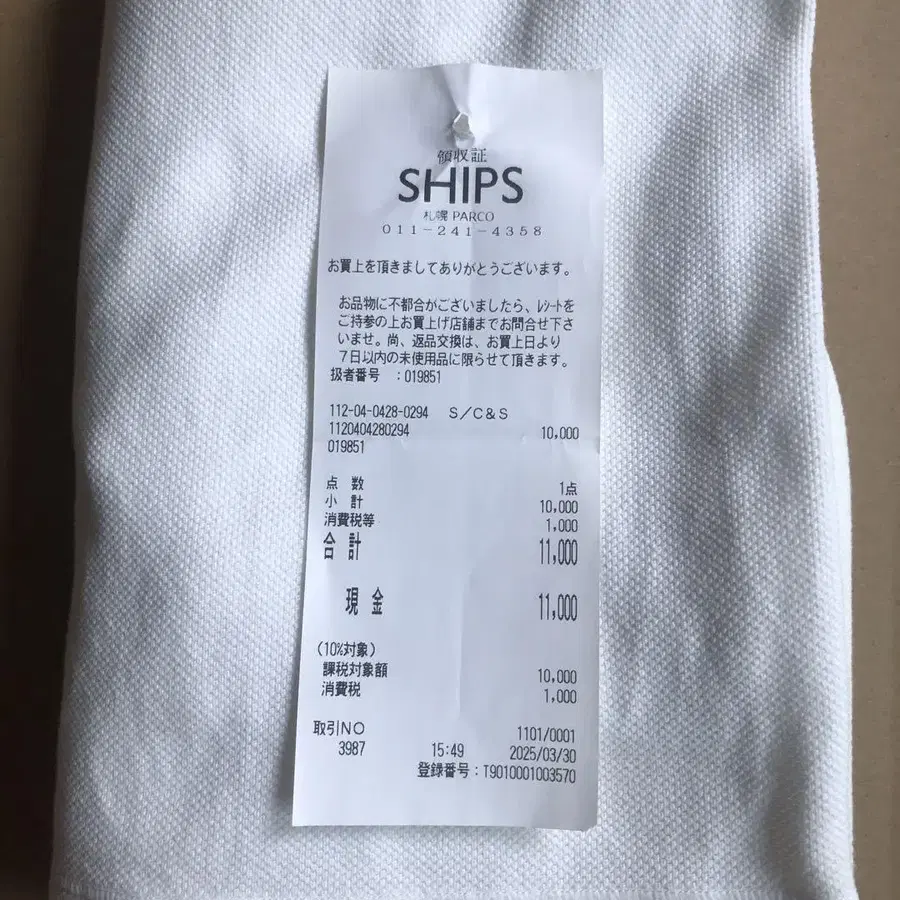 領収証
SHIPS
札幌 PARCO
011-241-4358
お買上を頂きましてありがとうございます。
お品物に不都合がございましたら、レシートを
ご持参の上お買上げ店舗までお問合せ下さ
いませ。尚、返品交換は、お買上日より
7日以内の未使用品に限らせて頂きます。
扱者番号 :019851
112-04-0428-0294 S/C&S
1120404280294 10,000
019851
点 数 1点
小 計 10,000
消費税等 1,000
合 計 11,000
現 金 11,000
(10%対象)
課税対象額 10,000
消費税 1,000
取引NO 1101/0001
3987 15:49 2025/03/30
登録番号:T9010001003570